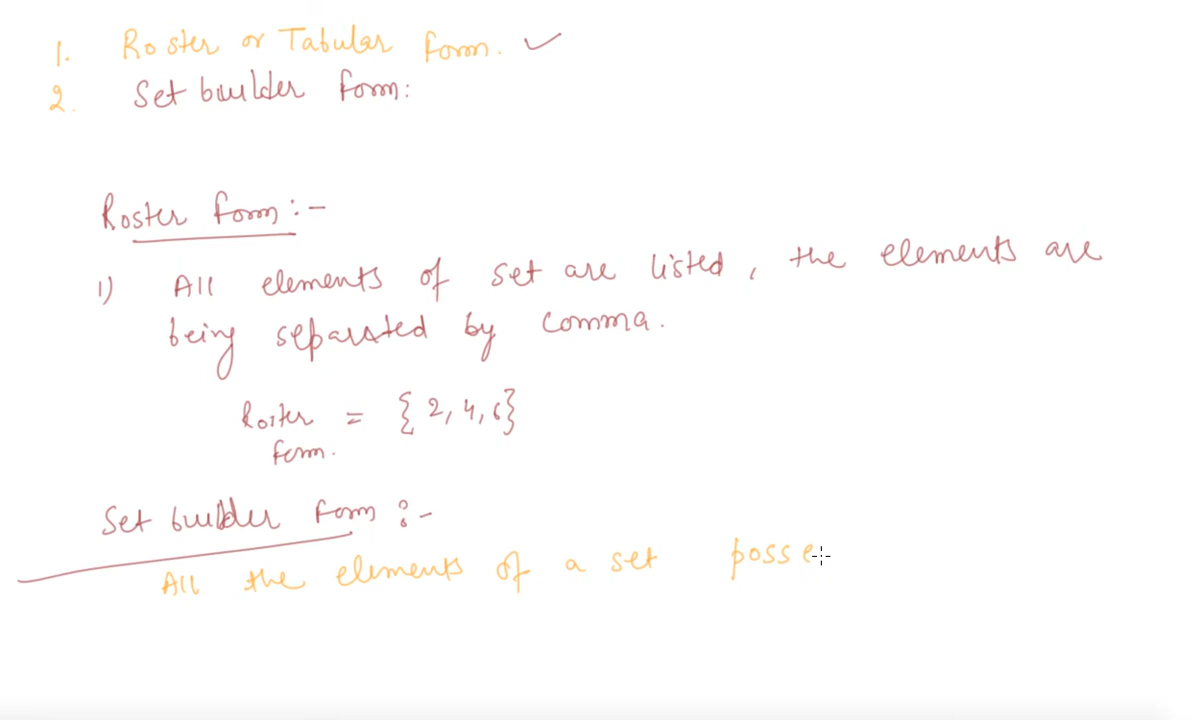 1. Roster or Tabular form.
2. Set builder form:
Roster form :-
1) All elements of set are listed, the elements are
being separated by comma.
Roster = {2, 4, 6}
form.
Set builder form :-
All the elements of a set posse